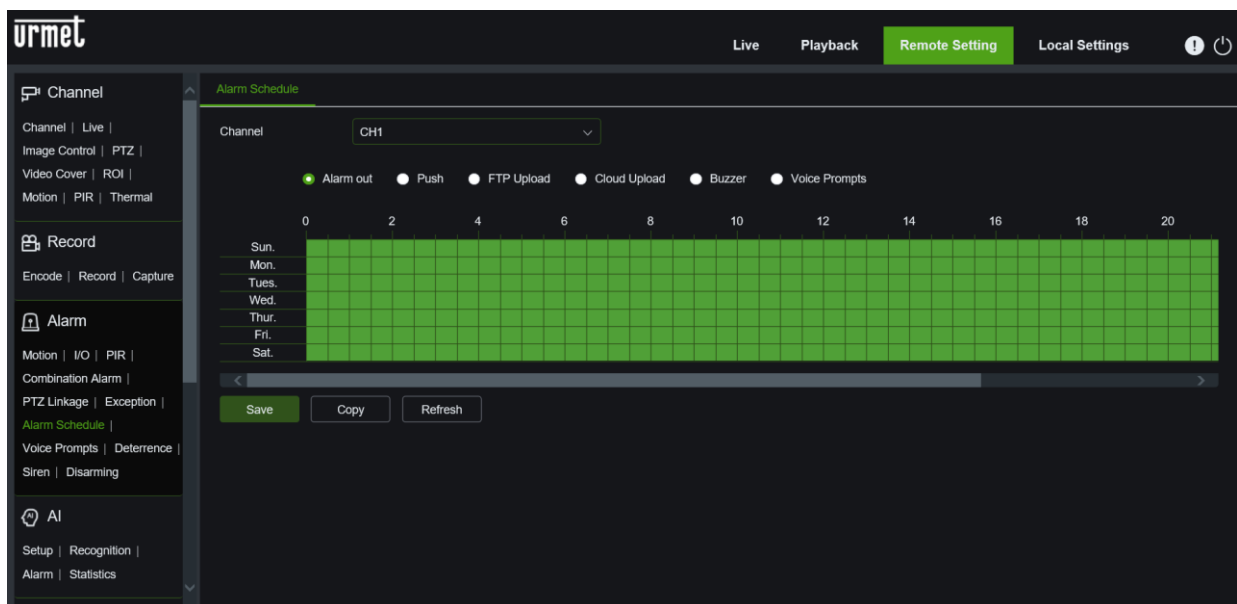 urmet
Live Playback Remote Setting Local Settings
Channel
Channel | Live |
Image Control | PTZ |
Video Cover | ROI |
Motion | PIR | Thermal
Record
Encode | Record | Capture
Alarm
Motion | I/O | PIR |
Combination Alarm |
PTZ Linkage | Exception |
Alarm Schedule |
Voice Prompts | Deterrence |
Siren | Disarming
AI
Setup | Recognition |
Alarm | Statistics
Alarm Schedule
Channel CH1
Alarm out Push FTP Upload Cloud Upload Buzzer Voice Prompts
0 2 4 6 8 10 12 14 16 18 20
Sun.
Mon.
Tues.
Wed.
Thur.
Fri.
Sat.
Save Copy Refresh